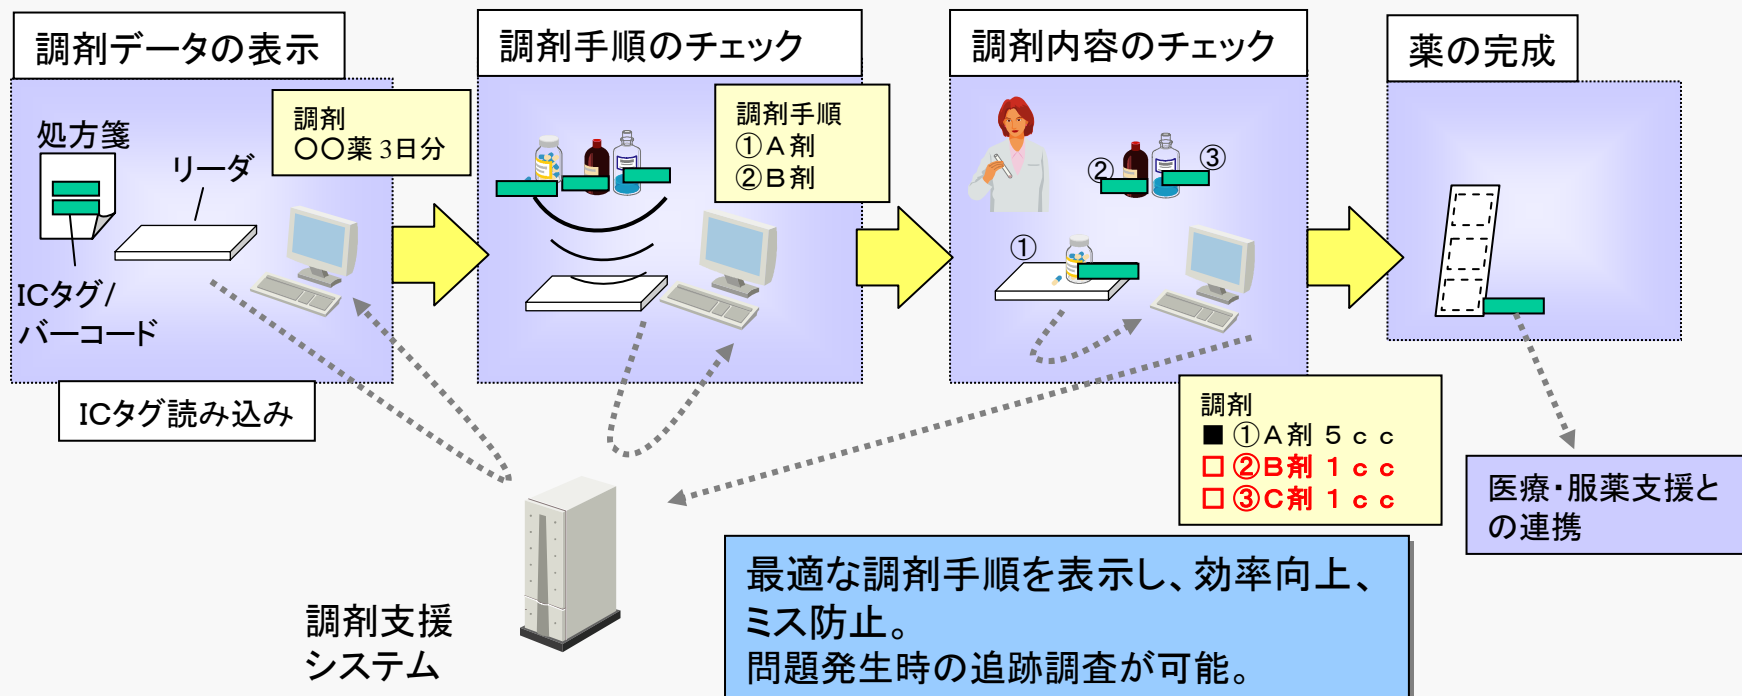 調剤データの表示
処方箋
リーダ
ICタグ/
バーコード
調剤
〇〇薬 3日分
ICタグ読み込み
調剤手順のチェック
調剤手順
①A剤
②B剤
調剤内容のチェック
②
③
①
調剤
■ ①A剤 5cc
□ ②B剤 1cc
□ ③C剤 1cc
薬の完成
医療・服薬支援と
の連携
調剤支援
システム
最適な調剤手順を表示し、効率向上、
ミス防止。
問題発生時の追跡調査が可能。